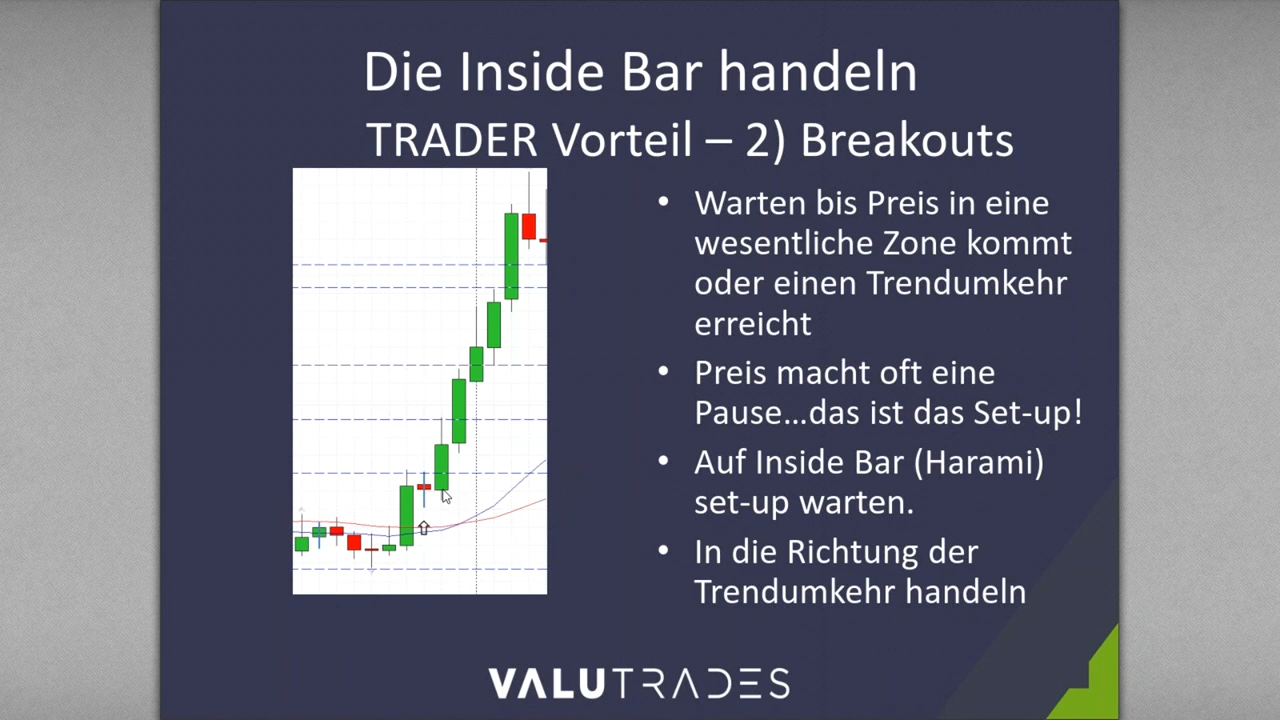 Die Inside Bar handeln
TRADER Vorteil – 2) Breakouts
• Warten bis Preis in eine
wesentliche Zone kommt
oder einen Trendumkehr
erreicht
• Preis macht oft eine
Pause...das ist das Set-up!
• Auf Inside Bar (Harami)
set-up warten.
• In die Richtung der
Trendumkehr handeln
VALUTRADES